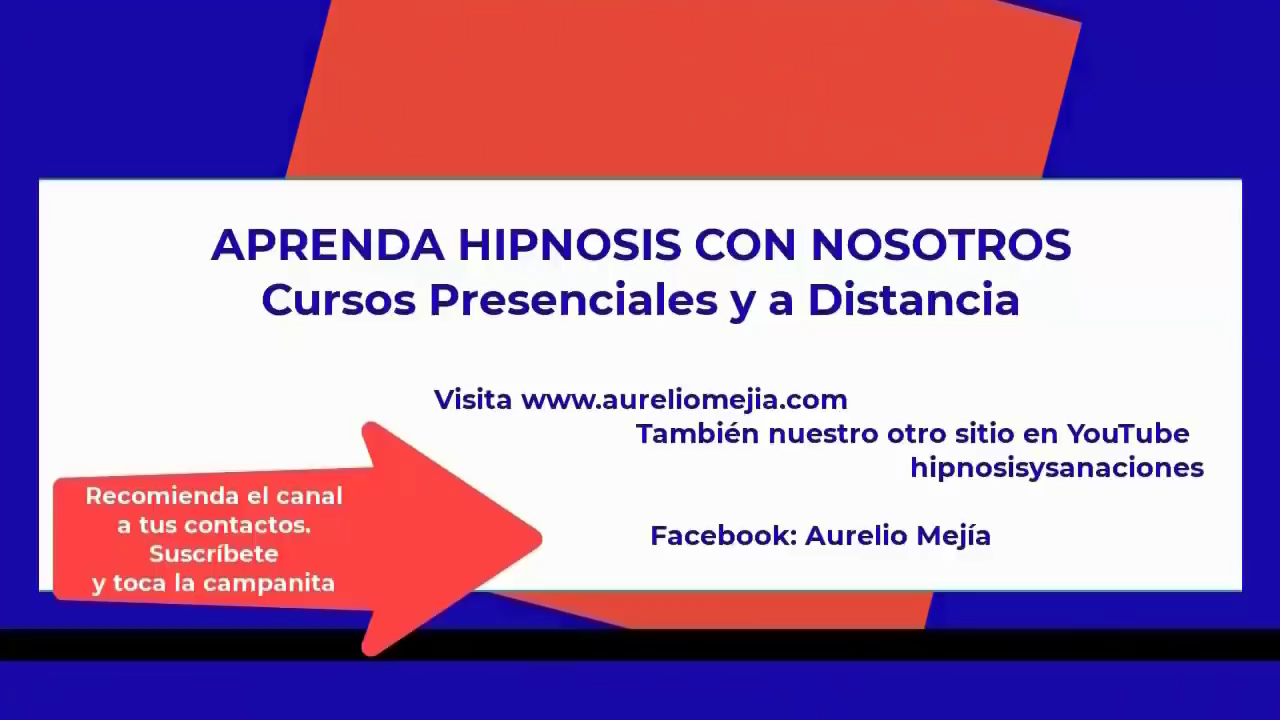 APRENDA HIPNOSIS CON NOSOTROS
Cursos Presenciales y a Distancia
Visita www.aureliomejia.com
También nuestro otro sitio en YouTube
hipnosisysanaciones
Facebook: Aurelio Mejía
Recomienda el canal
a tus contactos.
Suscríbete
y toca la campanita